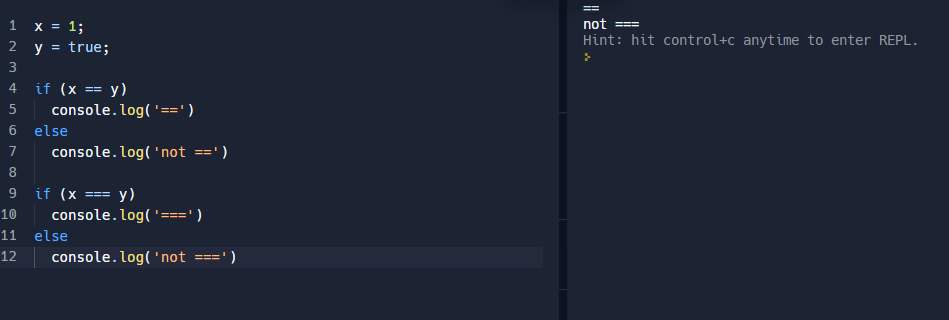 1 x = 1;
2 y = true;
3
4 if (x == y)
5   console.log('==')
6 else
7   console.log('not ==')
8
9 if (x === y)
10   console.log('===')
11 else
12   console.log('not ===')
==
not ===
Hint: hit control+c anytime to enter REPL.